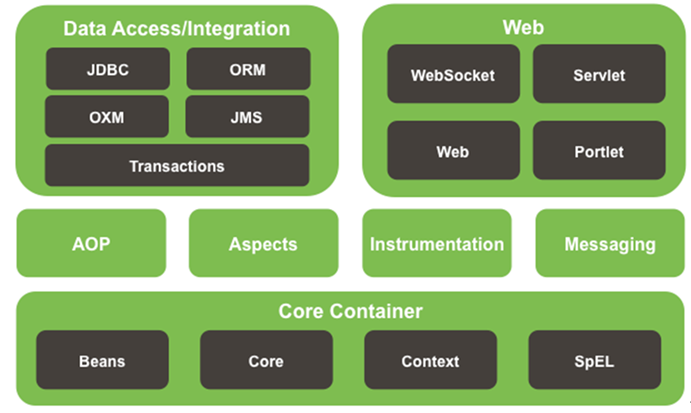 Data Access/Integration
JDBC
ORM
OXM
JMS
Transactions
Web
WebSocket
Servlet
Web
Portlet
AOP
Aspects
Instrumentation
Messaging
Core Container
Beans
Core
Context
SpEL